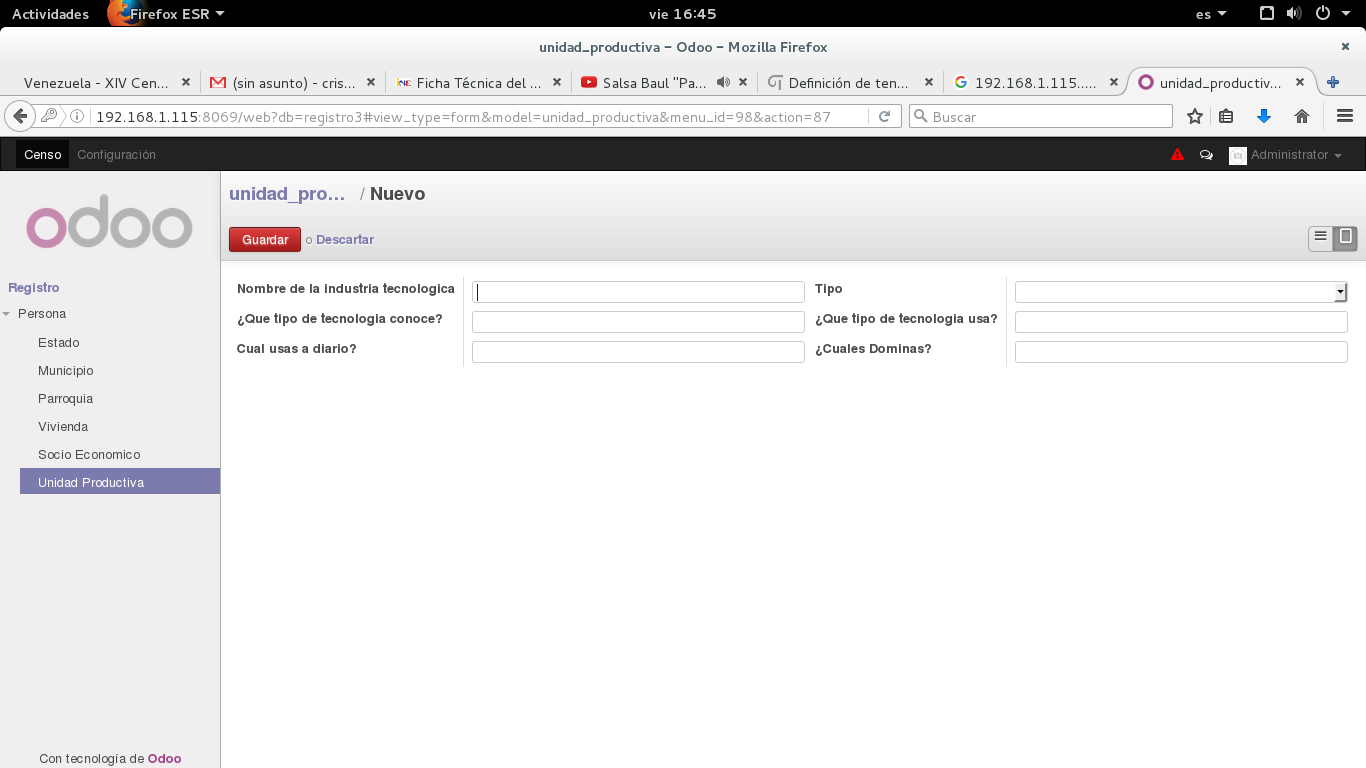 Actividades Firefox ESR vie 16:45 es
unidad_productiva - Odoo - Mozilla Firefox
Venezuela - XIV Cen... (sin asunto) - cris... Ficha Técnica del ... Salsa Baul "Pa... Definición de ten... 192.168.1.115.... unidad_productiv...
192.168.1.115:8069/web?db=registro3#view_type=form&model=unidad_productiva&menu_id=98&action=87 Buscar
Censo Configuración Administrator
odoo
unidad_pro... / Nuevo
Guardar o Descartar
Registro
Persona
Estado
Municipio
Parroquia
Vivienda
Socio Economico
Unidad Productiva
Nombre de la industria tecnologica Tipo
¿Que tipo de tecnologia conoce? ¿Que tipo de tecnologia usa?
Cual usas a diario? ¿Cuales Dominas?
Con tecnología de Odoo